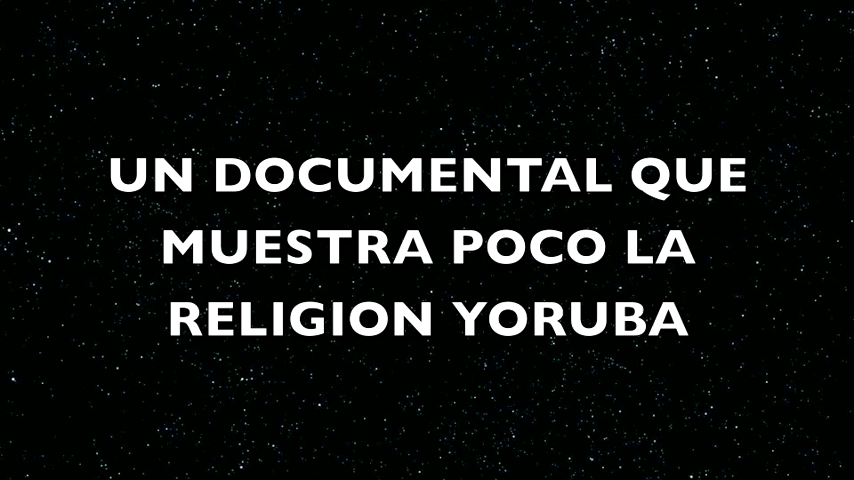 UN DOCUMENTAL QUE
MUESTRA POCO LA
RELIGION YORUBA